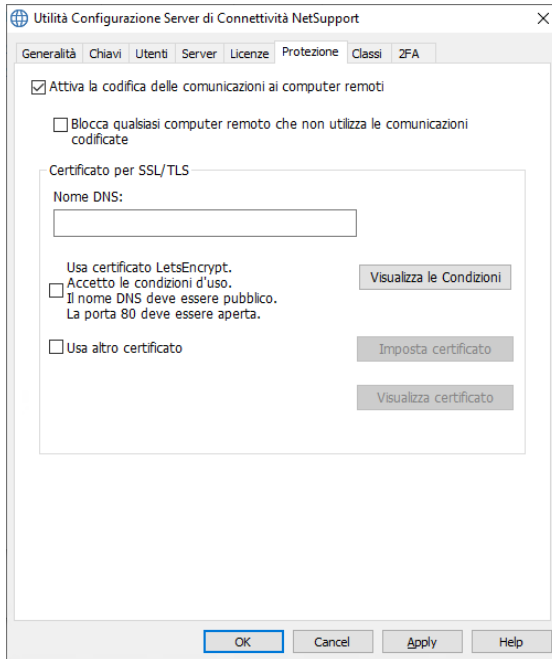 Utilità Configurazione Server di Connettività NetSupport
Generalità Chiavi Utenti Server Licenze Protezione Classi 2FA
Attiva la codifica delle comunicazioni ai computer remoti
Blocca qualsiasi computer remoto che non utilizza le comunicazioni
codificate
Certificato per SSL/TLS
Nome DNS:
Usa certificato LetsEncrypt.
Accetto le condizioni d'uso.
Il nome DNS deve essere pubblico.
La porta 80 deve essere aperta.
Visualizza le Condizioni
Usa altro certificato
Imposta certificato
Visualizza certificato
OK Cancel Apply Help